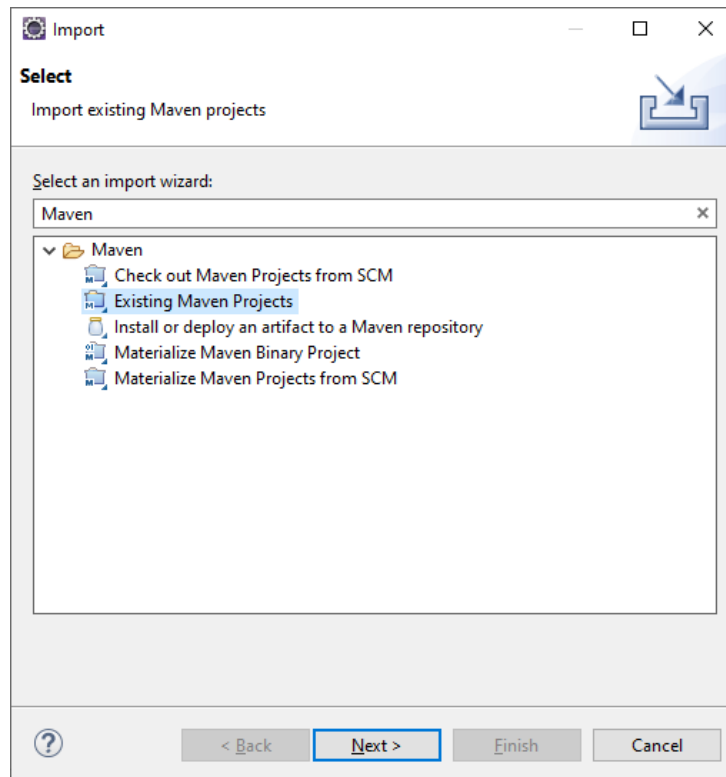 Import
Select
Import existing Maven projects
Select an import wizard:
Maven
Maven
Check out Maven Projects from SCM
Existing Maven Projects
Install or deploy an artifact to a Maven repository
Materialize Maven Binary Project
Materialize Maven Projects from SCM
< Back Next > Finish Cancel